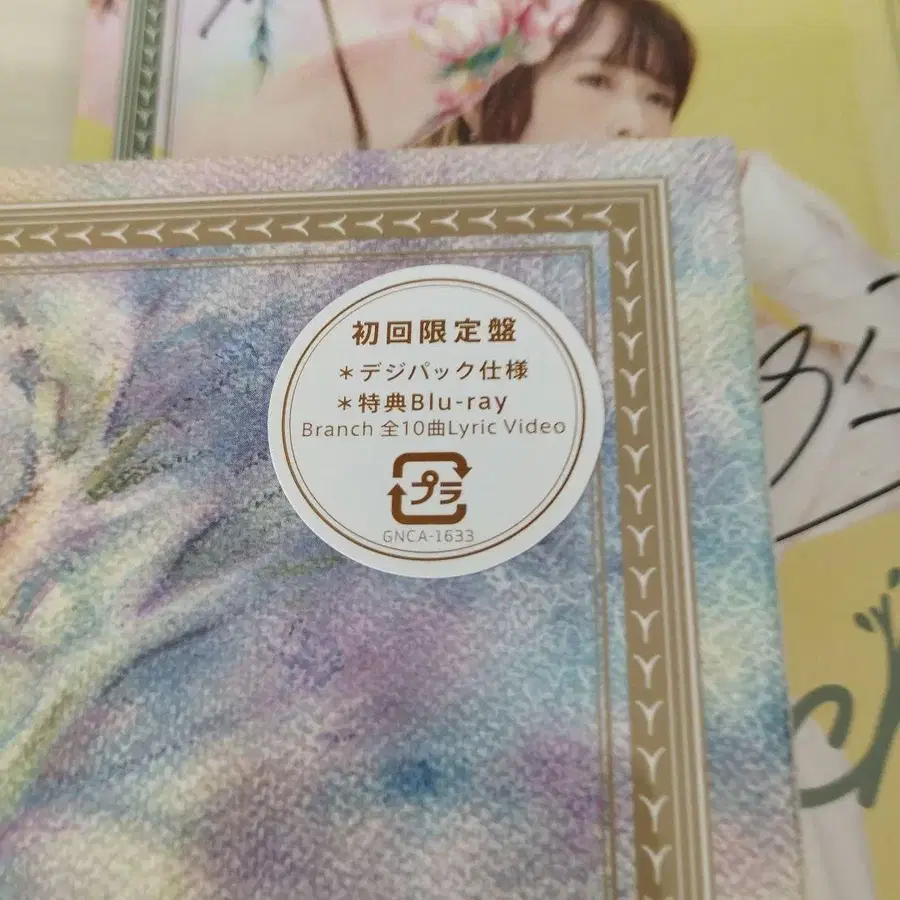 初回限定盤
＊デジパック仕様
＊特典Blu-ray
Branch 全10曲Lyric Video
プラ
GNCA-1633